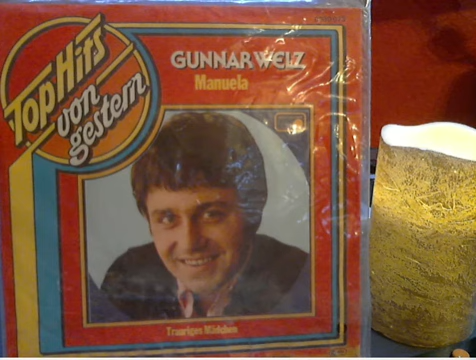 Top Hits
von
gestern
GUNNAR WELZ
Manuela
Trauriges Mädchen